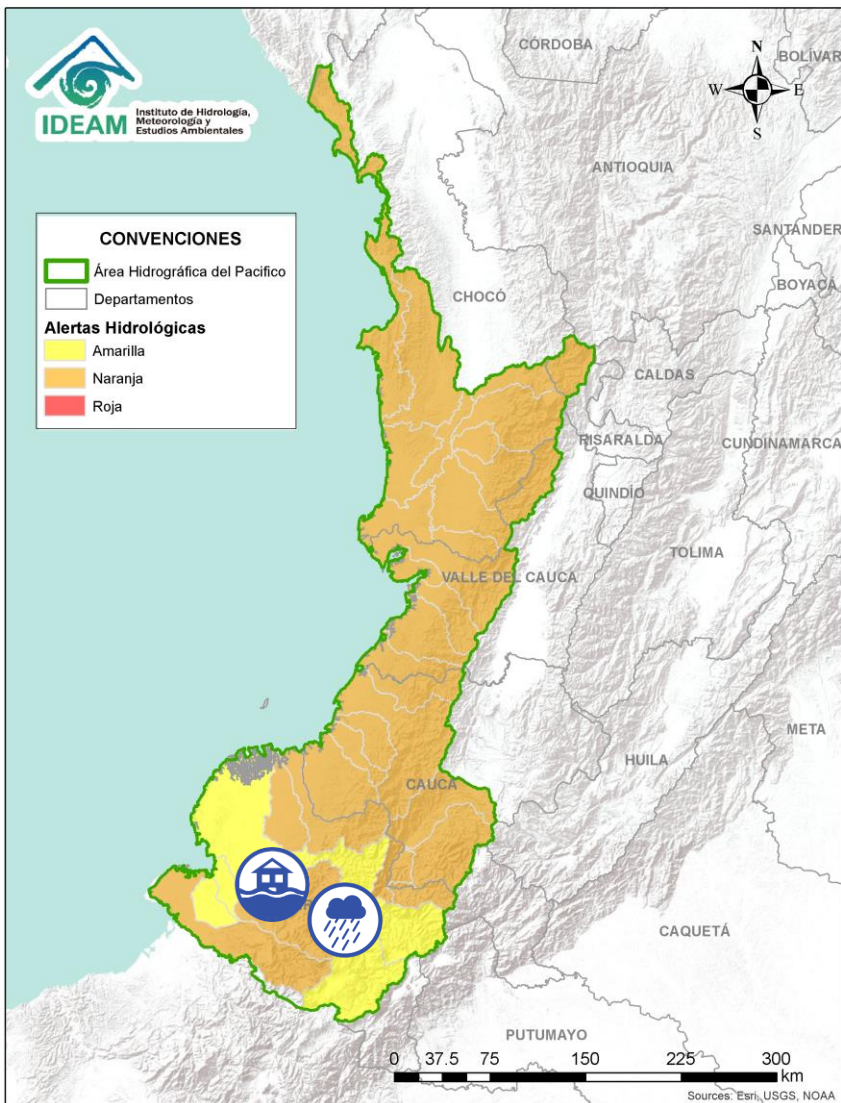 IDEAM
Instituto de Hidrología,
Meteorología y
Estudios Ambientales
CÓRDOBA
BOLÍVAR
N
W
E
S
ANTIOQUIA
SANTANDER
BOYACÁ
CONVENCIONES
Área Hidrográfica del Pacifico
Departamentos
Alertas Hidrológicas
Amarilla
Naranja
Roja
CHOCÓ
CALDAS
RISARALDA
CUNDINAMARCA
QUINDÍO
TOLIMA
VALLE DEL CAUCA
META
HUILA
CAUCA
CAQUETÁ
PUTUMAYO
0 37.5 75 150 225 300
km
Sources: Esri, USGS, NOAA